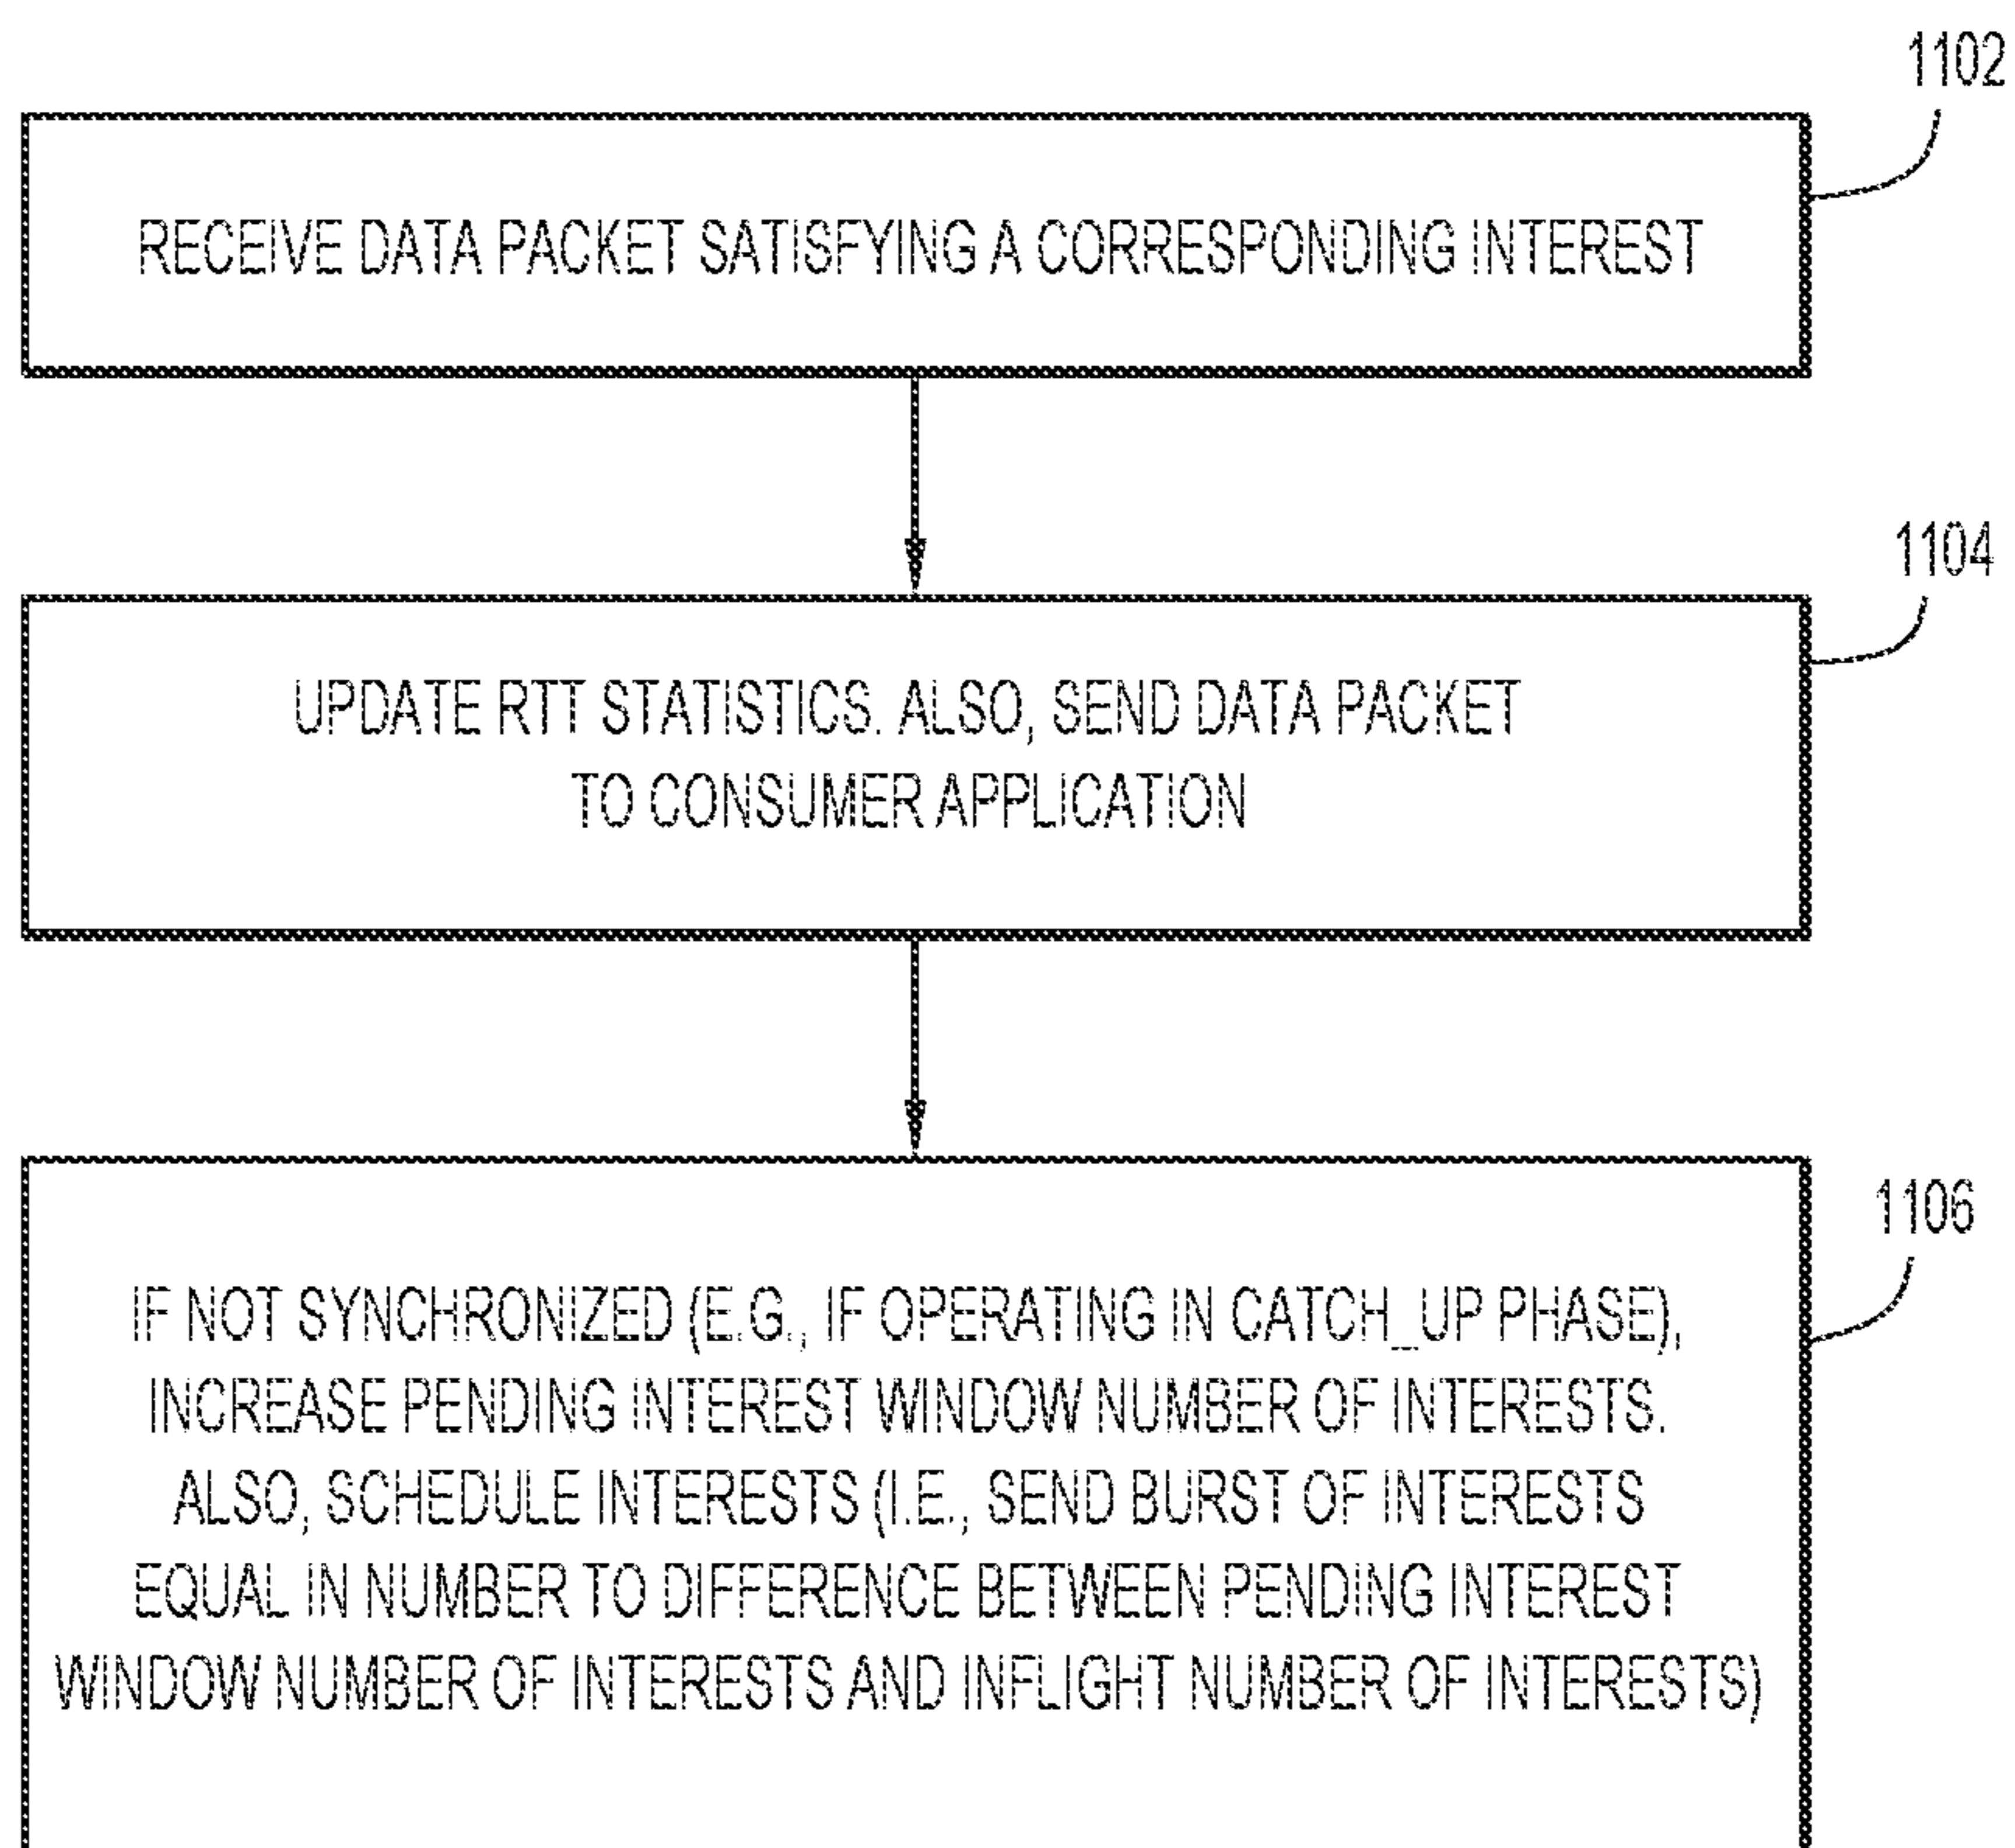 1102
RECEIVE DATA PACKET SATISFYING A CORRESPONDING INTEREST
1104
UPDATE RTT STATISTICS. ALSO, SEND DATA PACKET
TO CONSUMER APPLICATION
1106
IF NOT SYNCHRONIZED (E.G., IF OPERATING IN CATCH_UP PHASE),
INCREASE PENDING INTEREST WINDOW NUMBER OF INTERESTS.
ALSO, SCHEDULE INTERESTS (I.E., SEND BURST OF INTERESTS
EQUAL IN NUMBER TO DIFFERENCE BETWEEN PENDING INTEREST
WINDOW NUMBER OF INTERESTS AND INFLIGHT NUMBER OF INTERESTS)